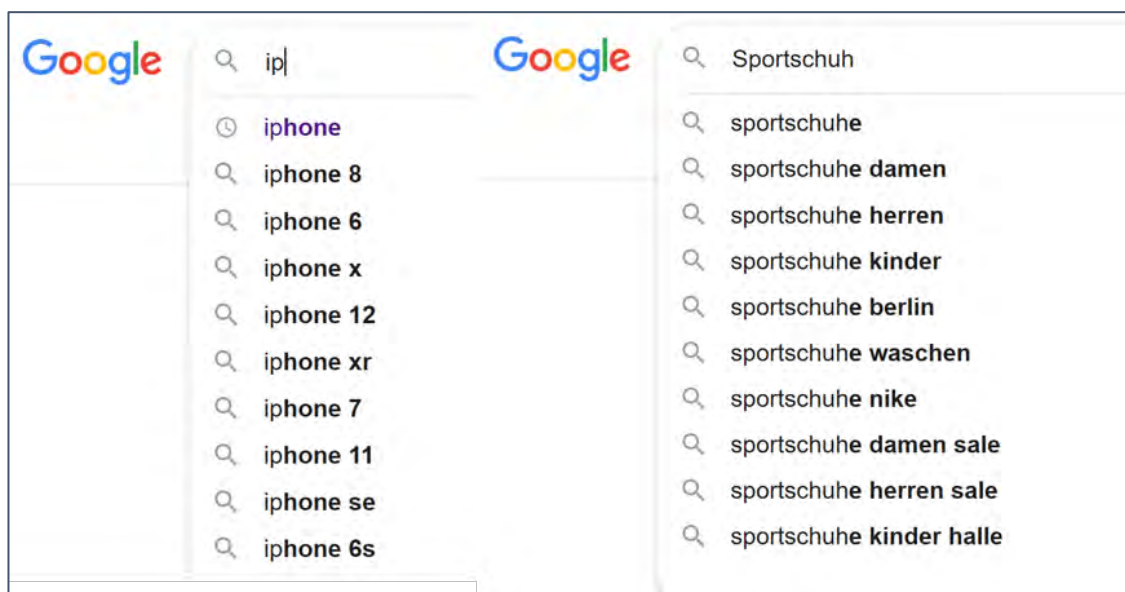 Google
ip
iphone
iphone 8
iphone 6
iphone x
iphone 12
iphone xr
iphone 7
iphone 11
iphone se
iphone 6s
Google
Sportschuh
sportschuhe
sportschuhe damen
sportschuhe herren
sportschuhe kinder
sportschuhe berlin
sportschuhe waschen
sportschuhe nike
sportschuhe damen sale
sportschuhe herren sale
sportschuhe kinder halle